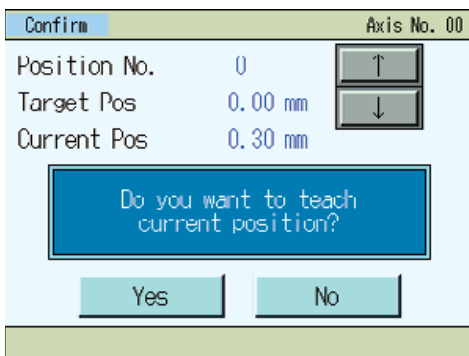 Confirm Axis No. 00
Position No. 0 ↑
Target Pos 0.00 mm ↓
Current Pos 0.30 mm
Do you want to teach
current position?
Yes No